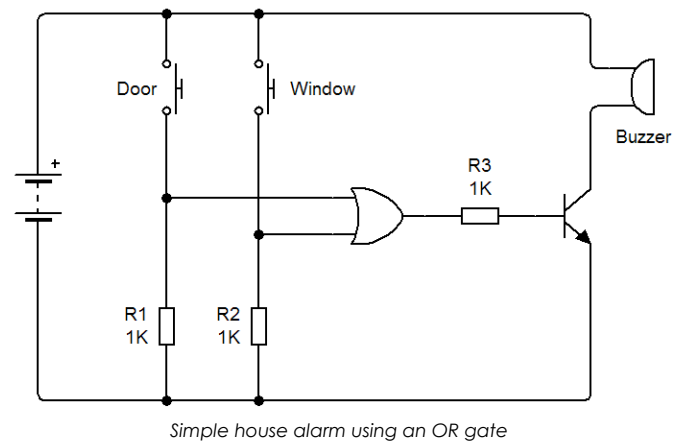 Door
Window
Buzzer
+
R3
1K
R1
1K
R2
1K
Simple house alarm using an OR gate